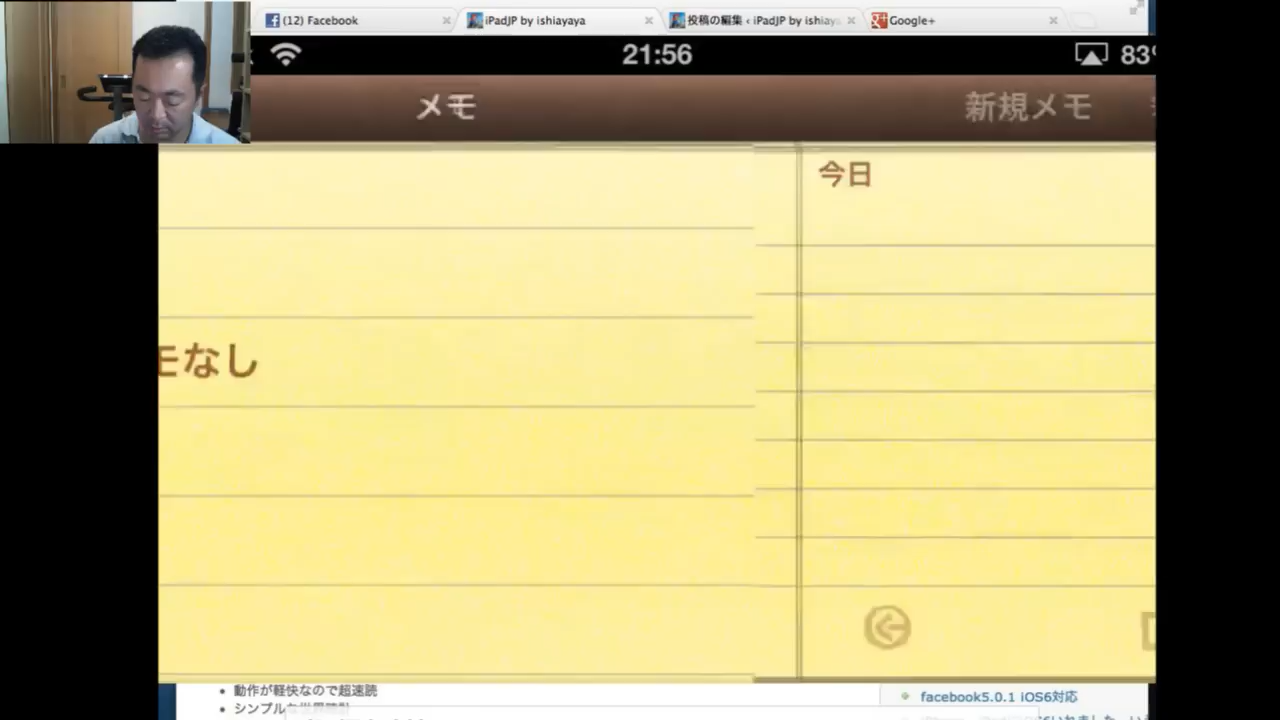 (12) Facebook
iPadJP by ishiayaya
投稿の編集 ‹ iPadJP by ishiaya
Google+
21:56
83
メモ
新規メモ
今日
モなし
動作が軽快なので超速読
シンプル
facebook5.0.1 iOS6対応